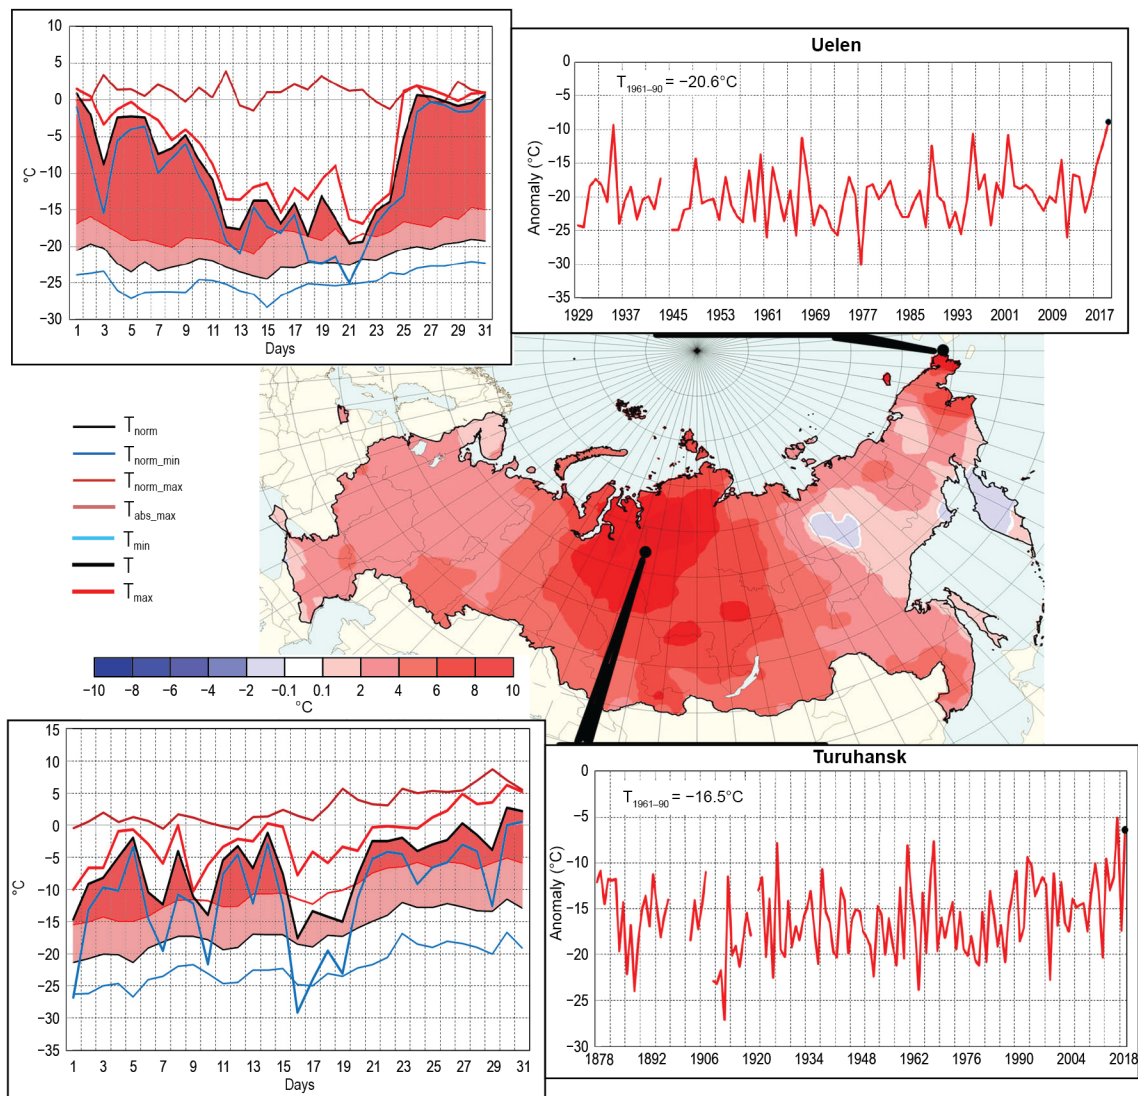 10
5
0
−5
−10
−15
−20
−25
−30
°C
1 3 5 7 9 11 13 15 17 19 21 23 25 27 29 31
Days
Uelen
T1961–90 = −20.6°C
0
−5
−10
−15
−20
−25
−35
Anomaly (°C)
1929 1937 1945 1953 1961 1969 1977 1985 1993 2001 2009 2017
Tnorm
Tnorm_min
Tnorm_max
Tabs_max
Tmin
T
Tmax
−10 −8 −6 −4 −2 −0.1 0.1 2 4 6 8 10
°C
15
10
5
0
−5
−10
−15
−20
−25
−30
−35
°C
1 3 5 7 9 11 13 15 17 19 21 23 25 27 29 31
Days
Turuhansk
T1961–90 = −16.5°C
0
−5
−10
−15
−20
−25
−30
Anomaly (°C)
1878 1892 1906 1920 1934 1948 1962 1976 1990 2004 2018